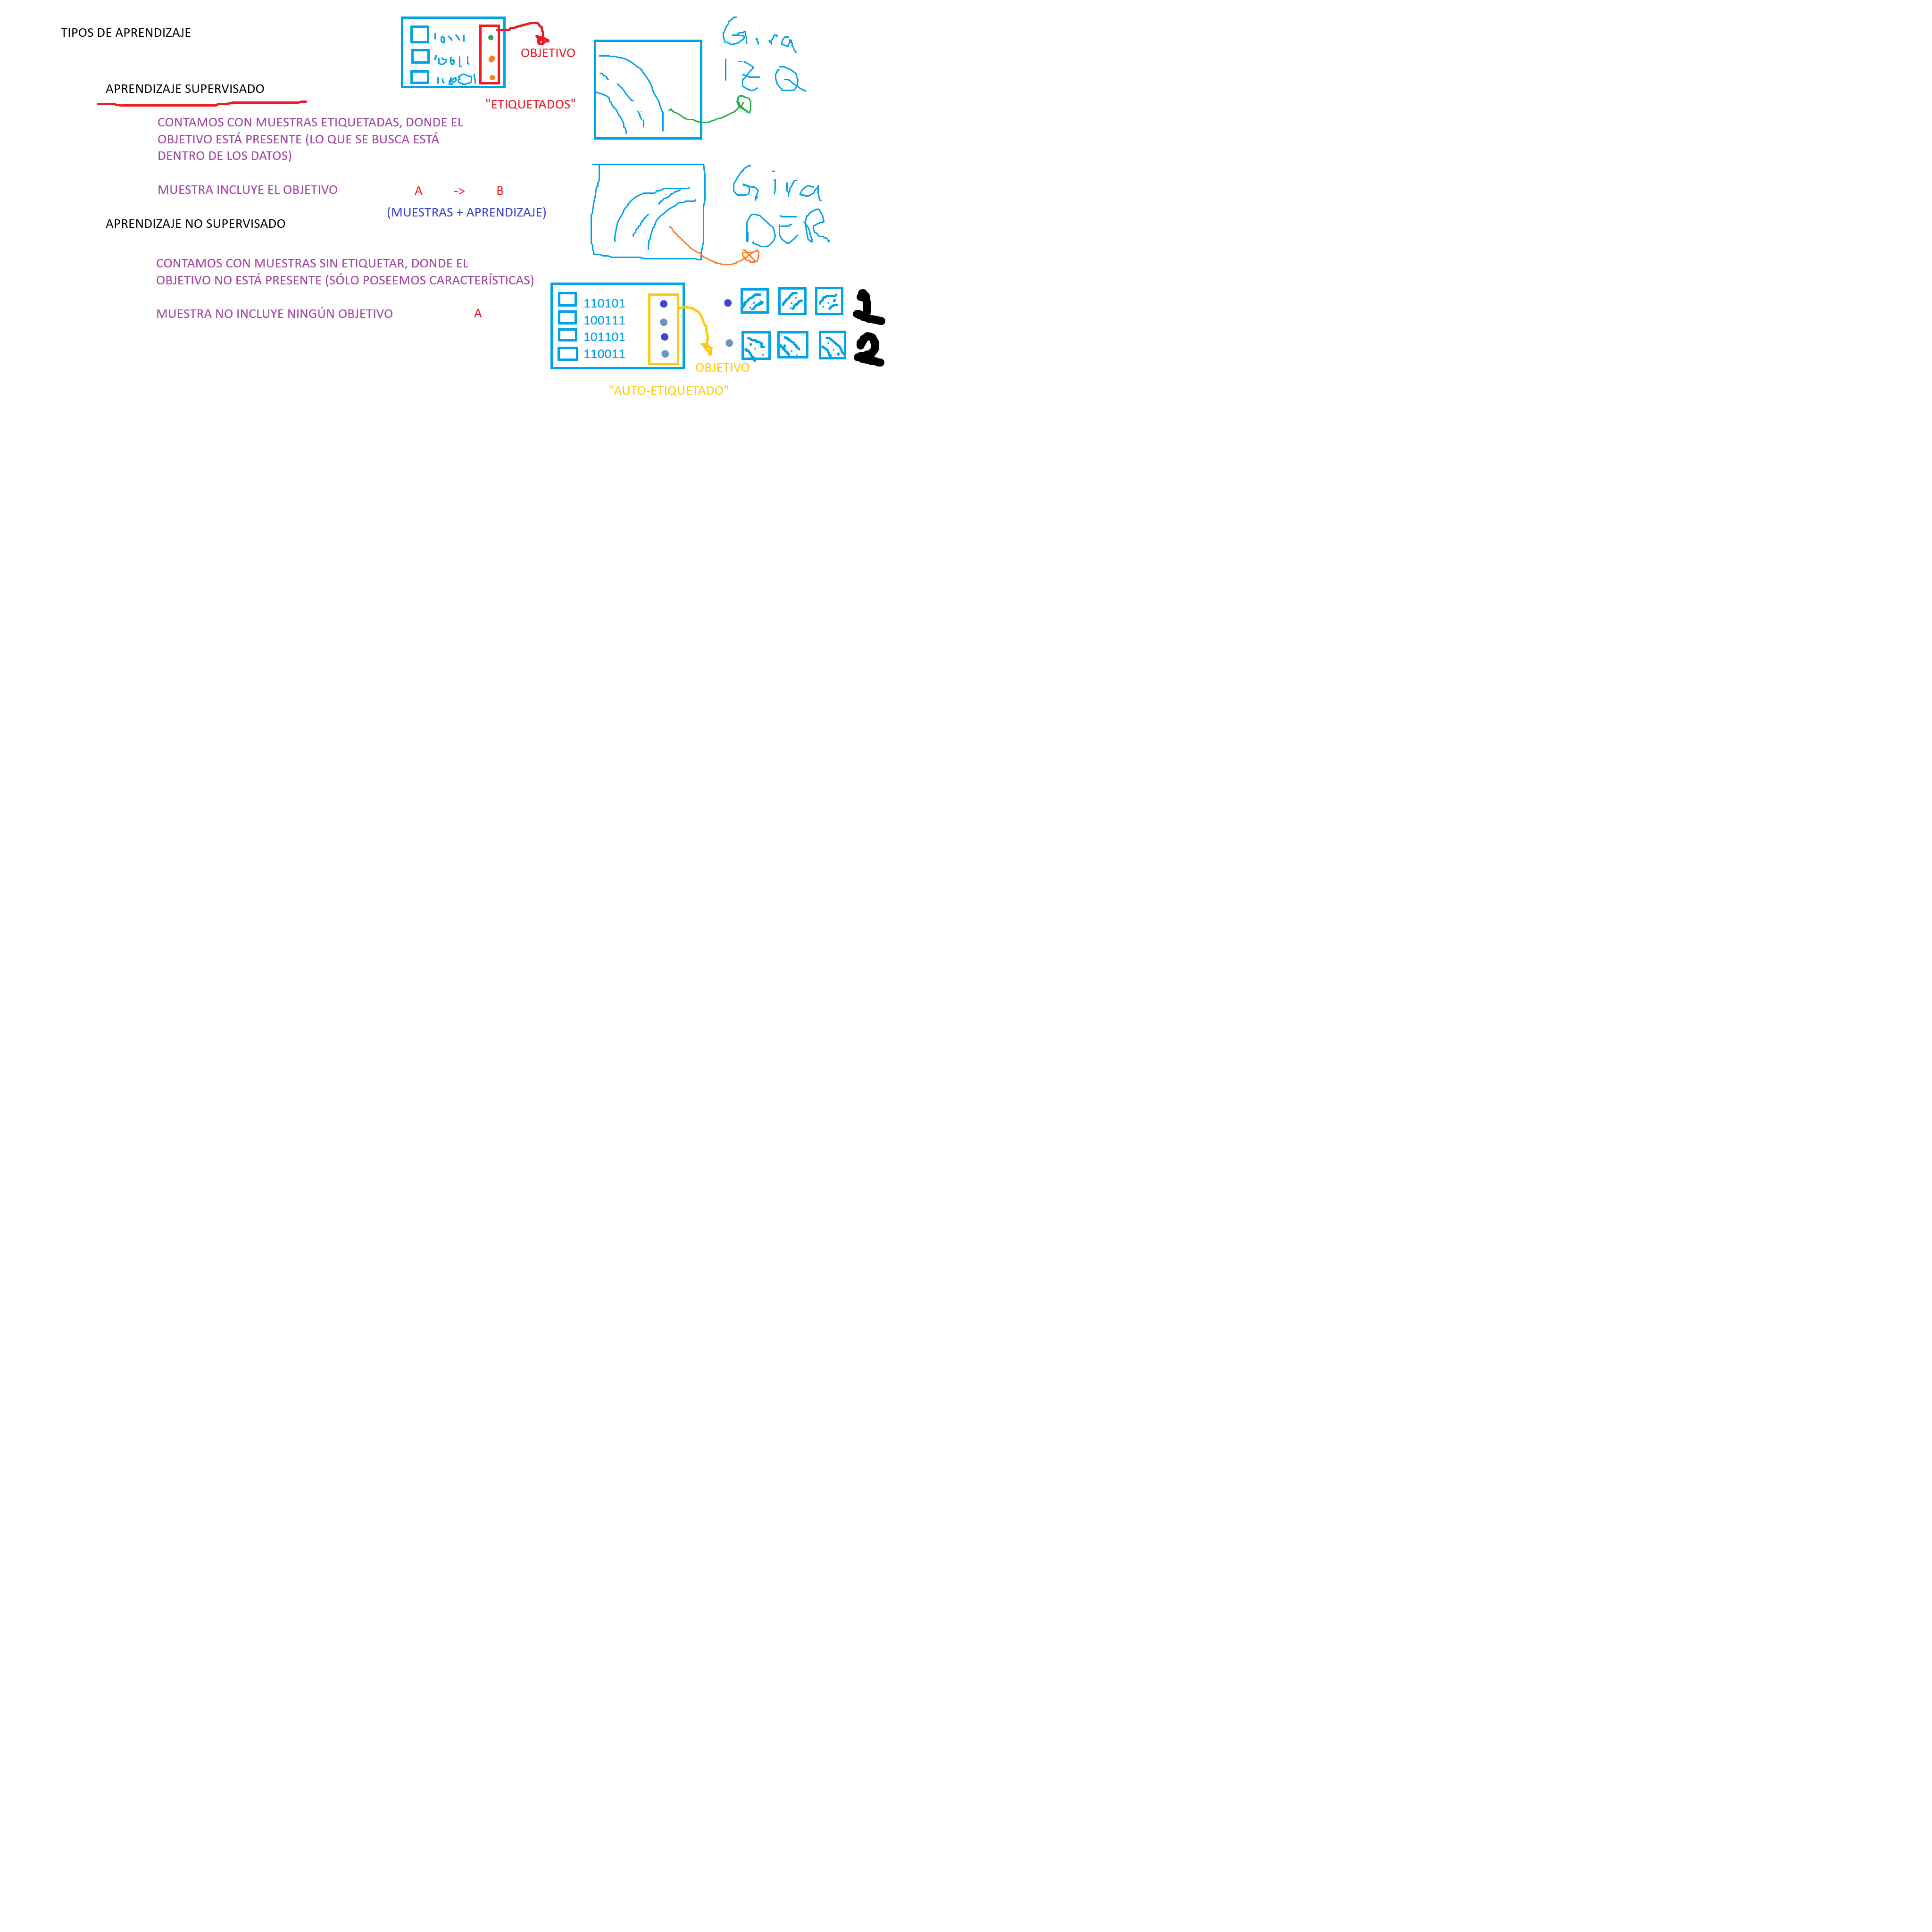 TIPOS DE APRENDIZAJE
OBJETIVO
Gira
IZQ
APRENDIZAJE SUPERVISADO
"ETIQUETADOS"
CONTAMOS CON MUESTRAS ETIQUETADAS, DONDE EL
OBJETIVO ESTÁ PRESENTE (LO QUE SE BUSCA ESTÁ
DENTRO DE LOS DATOS)
MUESTRA INCLUYE EL OBJETIVO
A -> B
(MUESTRAS + APRENDIZAJE)
Gira
DER
APRENDIZAJE NO SUPERVISADO
CONTAMOS CON MUESTRAS SIN ETIQUETAR, DONDE EL
OBJETIVO NO ESTÁ PRESENTE (SÓLO POSEEMOS CARACTERÍSTICAS)
MUESTRA NO INCLUYE NINGÚN OBJETIVO
A
110101
100111
101101
110011
1
2
OBJETIVO
"AUTO-ETIQUETADO"